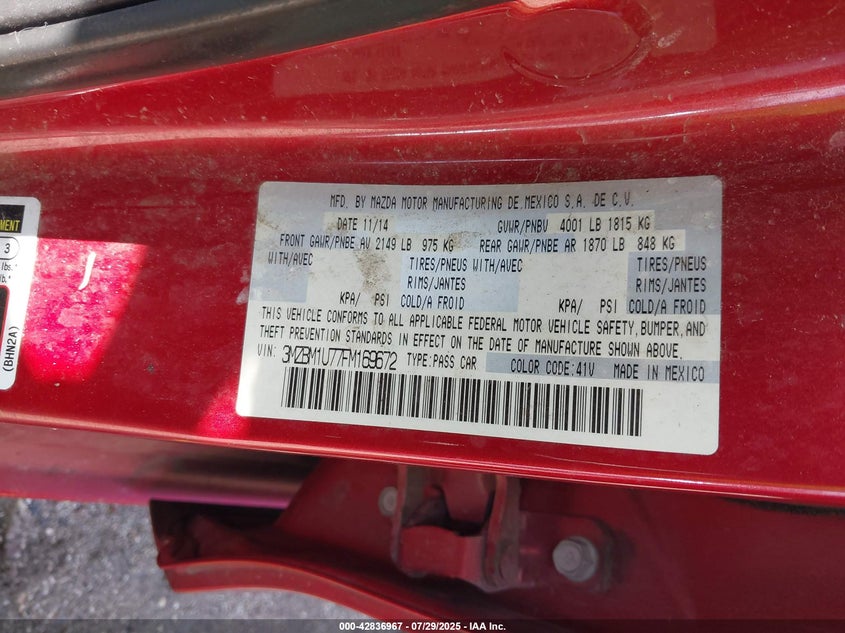 MFD. BY MAZDA MOTOR MANUFACTURING DE.MEXICO S.A. DE C.V.
DATE 11/14 GVWR/PNBV 4001 LB 1815 KG
FRONT GAWR/PNBE AV 2149 LB 975 KG REAR GAWR/PNBE AR 1870 LB 848 KG
WITH/AVEC TIRES/PNEUS WITH/AVEC TIRES/PNEUS
RIMS/JANTES RIMS/JANTES
KPA/ PSI COLD/A FROID KPA/ PSI COLD/A FROID
THIS VEHICLE CONFORMS TO ALL APPLICABLE FEDERAL MOTOR VEHICLE SAFETY, BUMPER, AND
THEFT PREVENTION STANDARDS IN EFFECT ON THE DATE OF MANUFACTURE SHOWN ABOVE.
VIN: 3MZBM1U77FM169672 TYPE:PASS CAR COLOR CODE:41V MADE IN MEXICO
MENT
3
lbs.*
(BHN2A)
000-42836967 - 07/29/2025 - IAA Inc.